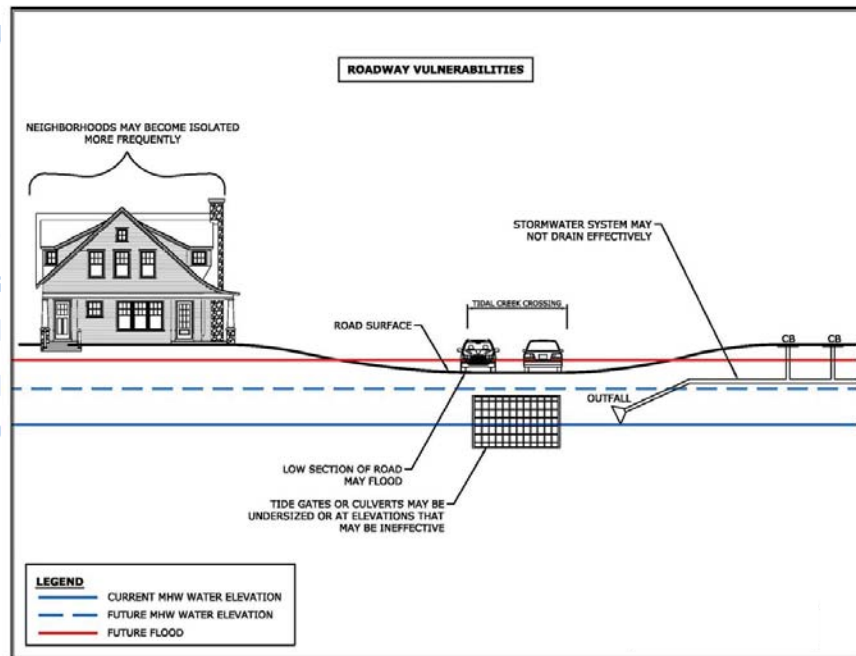 ROADWAY VULNERABILITIES
NEIGHBORHOODS MAY BECOME ISOLATED
MORE FREQUENTLY
STORMWATER SYSTEM MAY
NOT DRAIN EFFECTIVELY
TIDAL CREEK CROSSING
ROAD SURFACE
CB
CB
OUTFALL
LOW SECTION OF ROAD
MAY FLOOD
TIDE GATES OR CULVERTS MAY BE
UNDERSIZED OR AT ELEVATIONS THAT
MAY BE INEFFECTIVE
LEGEND
CURRENT MHW WATER ELEVATION
FUTURE MHW WATER ELEVATION
FUTURE FLOOD